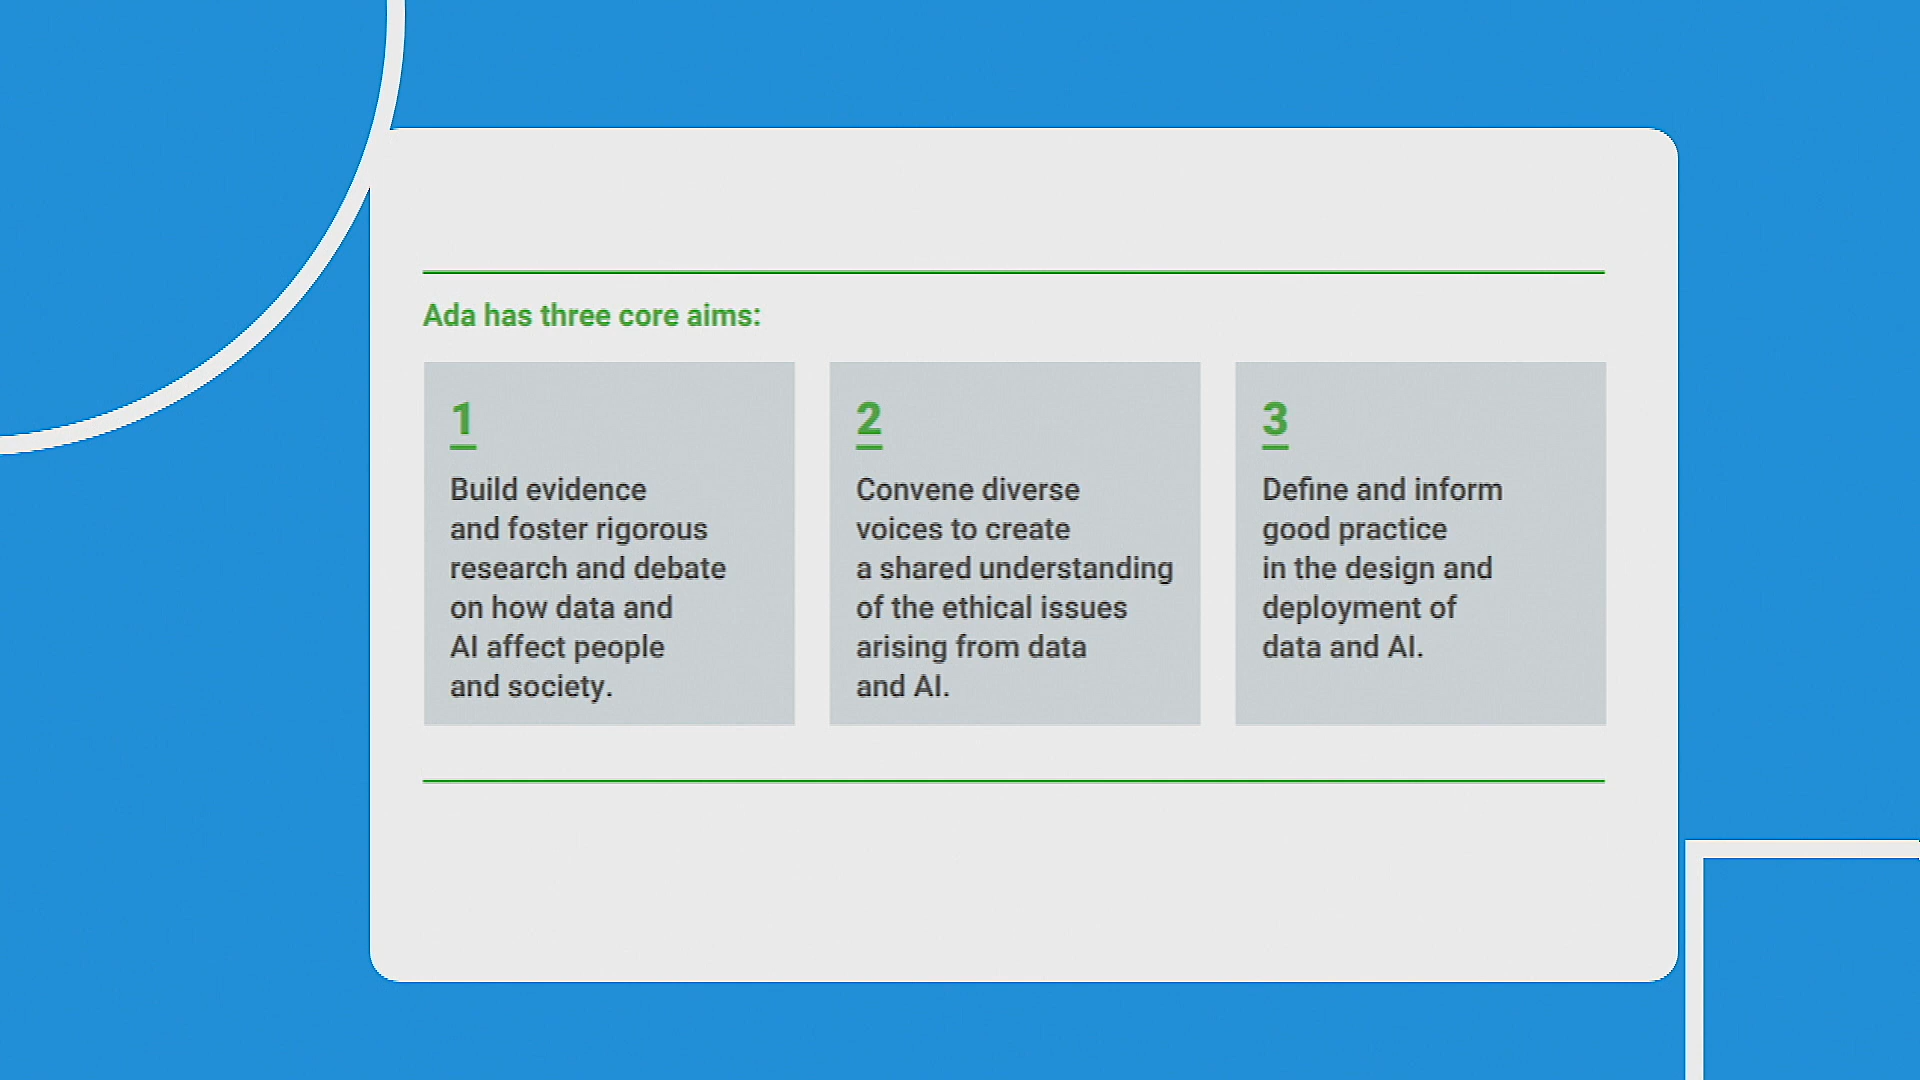 Ada has three core aims:
1
Build evidence
and foster rigorous
research and debate
on how data and
AI affect people
and society.
2
Convene diverse
voices to create
a shared understanding
of the ethical issues
arising from data
and AI.
3
Define and inform
good practice
in the design and
deployment of
data and AI.